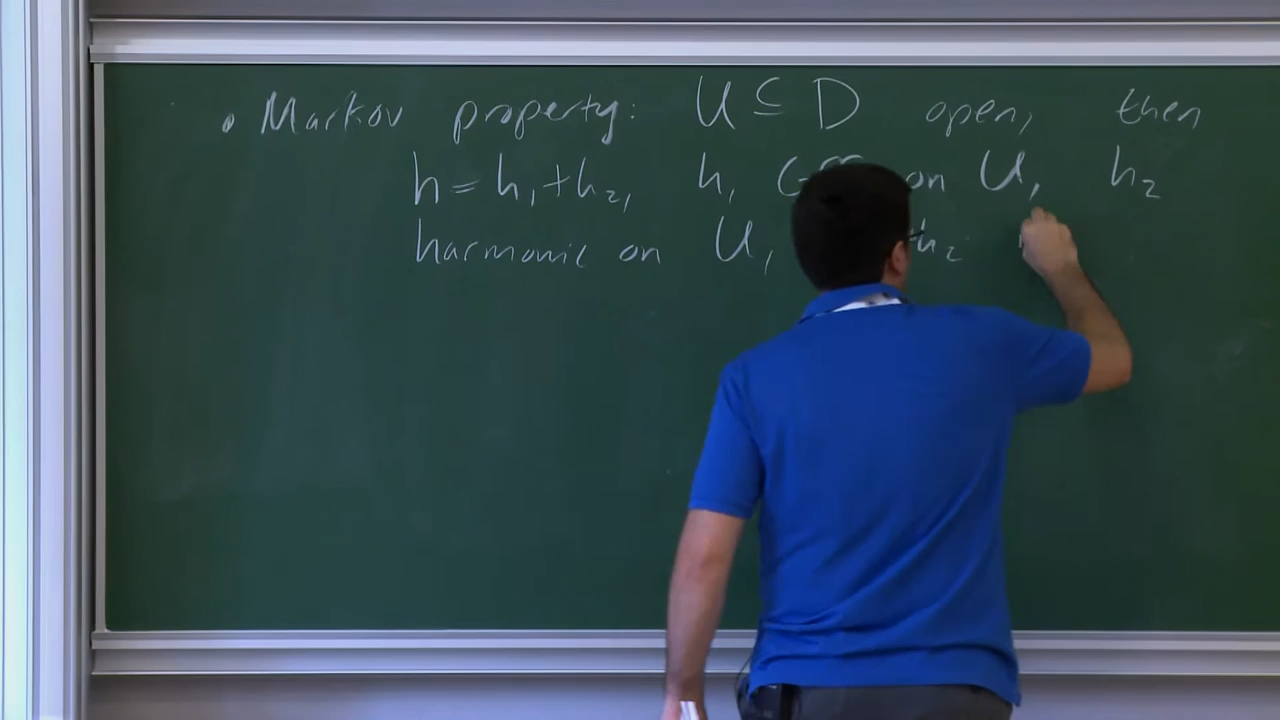 • Markov property: U ⊆ D open, then
h = h₁ + h₂, h₁ GFF on U, h₂
harmonic on U, h₂